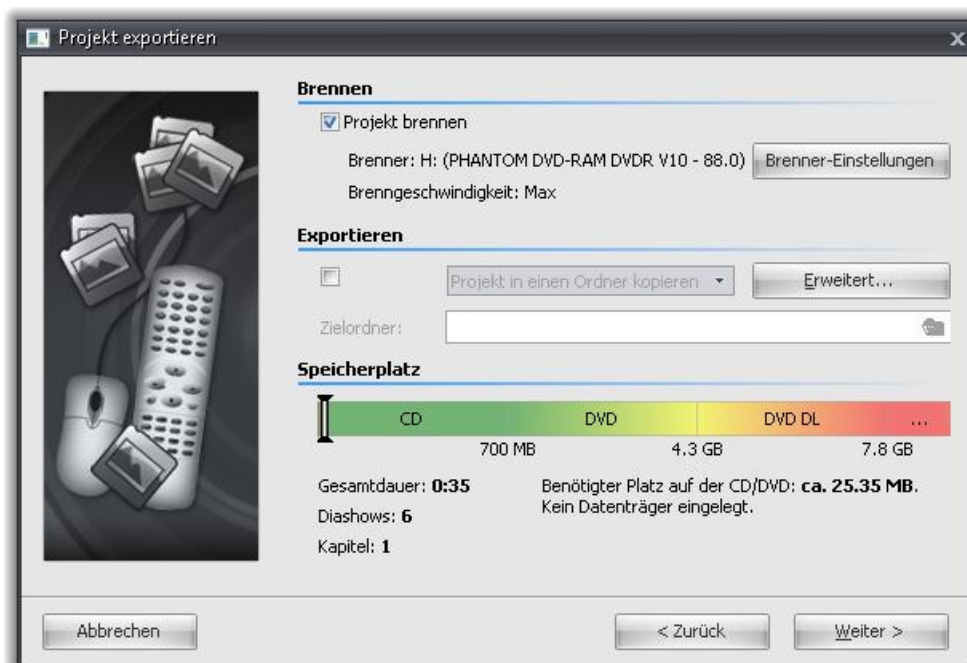 Projekt exportieren
Brennen
Projekt brennen
Brenner: H: (PHANTOM DVD-RAM DVDR V10 - 88.0) Brenner-Einstellungen
Brenngeschwindigkeit: Max
Exportieren
Projekt in einen Ordner kopieren Erweitert...
Zielordner:
Speicherplatz
CD DVD DVD DL ...
700 MB 4.3 GB 7.8 GB
Gesamtdauer: 0:35 Benötigter Platz auf der CD/DVD: ca. 25.35 MB.
Kein Datenträger eingelegt.
Diashows: 6
Kapitel: 1
Abbrechen < Zurück Weiter >